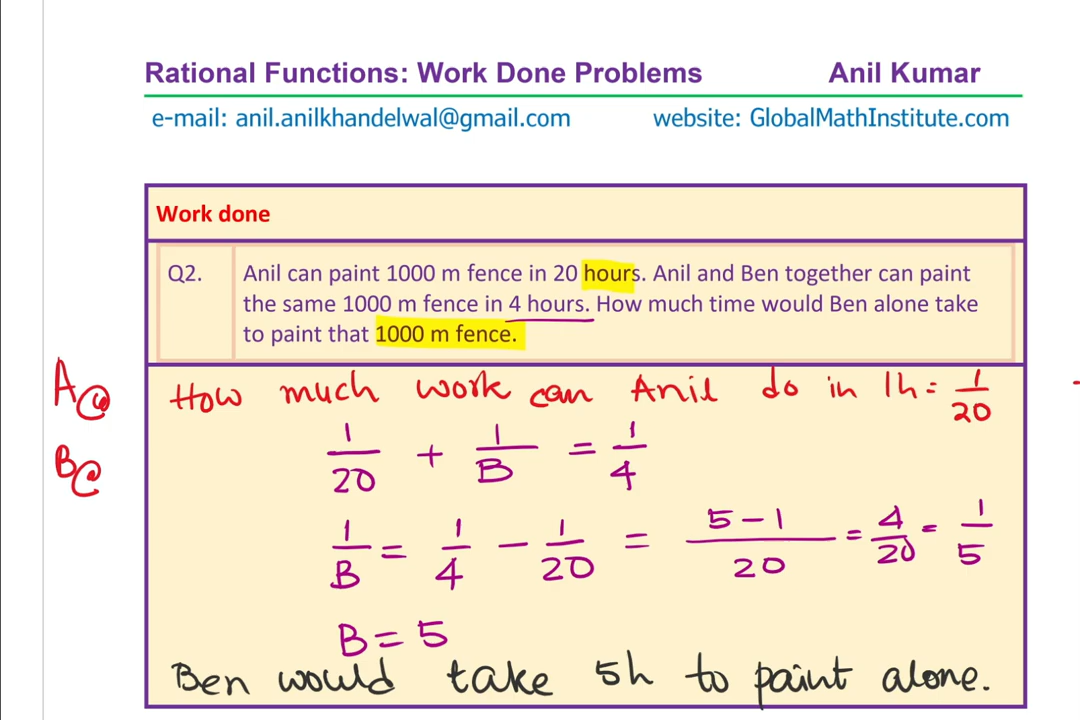 Rational Functions: Work Done Problems Anil Kumar
e-mail: anil.anilkhandelwal@gmail.com website: GlobalMathInstitute.com
Work done
Q2. Anil can paint 1000 m fence in 20 hours. Anil and Ben together can paint
the same 1000 m fence in 4 hours. How much time would Ben alone take
to paint that 1000 m fence.
A How much work can Anil do in 1h = 1/20
B 1/20 + 1/B = 1/4
1/B = 1/4 - 1/20 = 5-1/20 = 4/20 = 1/5
B = 5
Ben would take 5h to paint alone.